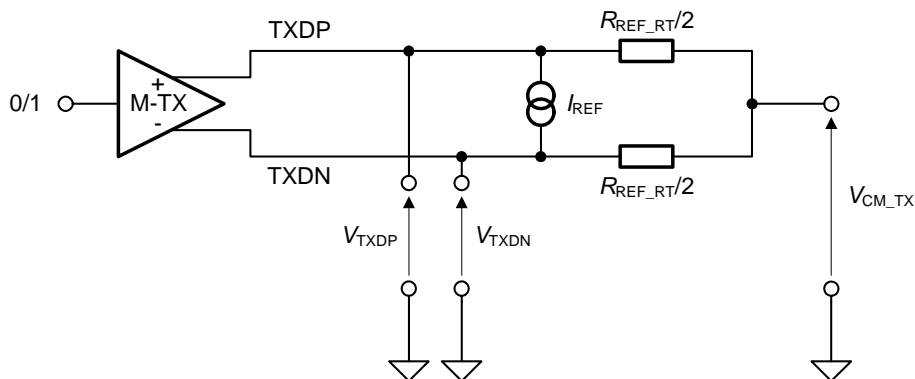 TXDP
R_REF_RT/2
0/1
+
M-TX
-
I_REF
TXDN
R_REF_RT/2
V_TXDP
V_TXDN
V_CM_TX